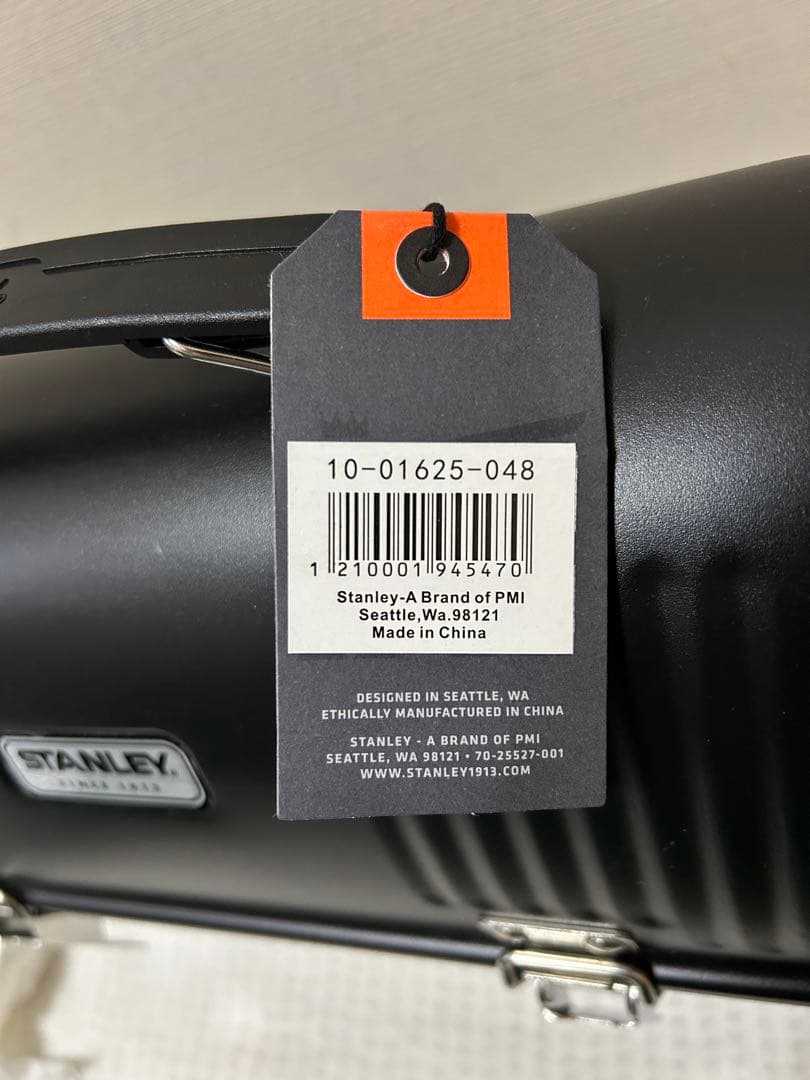 10-01625-048
1 210001 945470
Stanley-A Brand of PMI
Seattle,Wa.98121
Made in China
DESIGNED IN SEATTLE, WA
ETHICALLY MANUFACTURED IN CHINA
STANLEY - A BRAND OF PMI
SEATTLE, WA 98121 • 70-25527-001
WWW.STANLEY1913.COM
STANLEY.
SINCE 1913